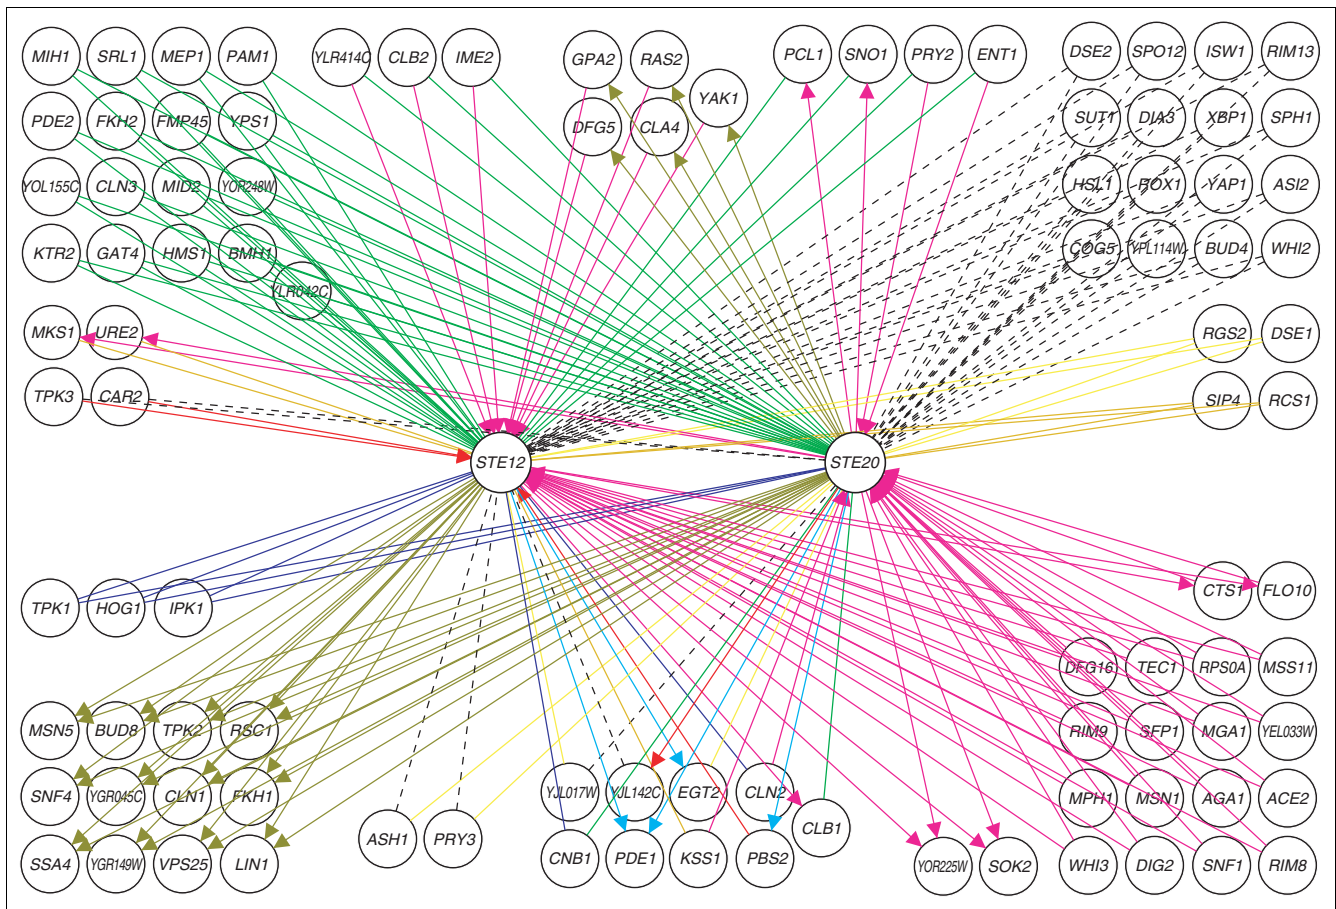 MIH1 SRL1 MEP1 PAM1 YLR414C CLB2 IME2 GPA2 RAS2 PCL1 SNO1 PRY2 ENT1 DSE2 SPO12 ISW1 RIM13
YAK1
PDE2 FKH2 FMP45 YPS1 DFG5 CLA4 SUT1 DIA3 XBP1 SPH1
YOL155C CLN3 MID2 YOR248W HSL1 ROX1 YAP1 ASI2
KTR2 GAT4 HMS1 BMH1 COG5 YPL114W BUD4 WHI2
YLR042C
MKS1 URE2 RGS2 DSE1
TPK3 CAR2 SIP4 RCS1
STE12 STE20
TPK1 HOG1 IPK1 CTS1 FLO10
DFG16 TEC1 RPS0A MSS11
MSN5 BUD8 TPK2 RSC1 RIM9 SFP1 MGA1 YEL033W
SNF4 YGR045C CLN1 FKH1 YJL017W YJL142C EGT2 CLN2 MPH1 MSN1 AGA1 ACE2
ASH1 PRY3 CLB1
SSA4 YGR149W VPS25 LIN1 CNB1 PDE1 KSS1 PBS2 YOR225W SOK2 WHI3 DIG2 SNF1 RIM8